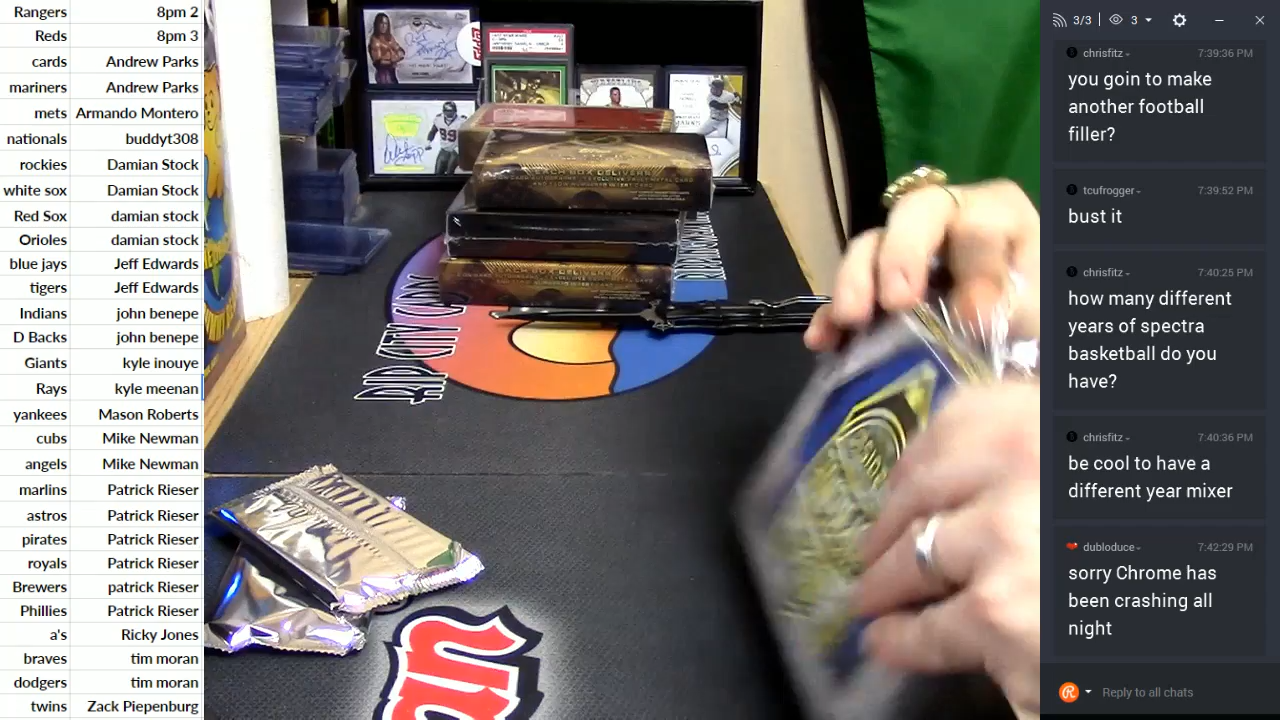 Rangers 8pm 2
Reds 8pm 3
cards Andrew Parks
mariners Andrew Parks
mets Armando Montero
nationals buddyt308
rockies Damian Stock
white sox Damian Stock
Red Sox damian stock
Orioles damian stock
blue jays Jeff Edwards
tigers Jeff Edwards
Indians john benepe
D Backs john benepe
Giants kyle inouye
Rays kyle meenan
yankees Mason Roberts
cubs Mike Newman
angels Mike Newman
marlins Patrick Rieser
astros Patrick Rieser
pirates Patrick Rieser
royals Patrick Rieser
Brewers patrick Rieser
Phillies Patrick Rieser
a's Ricky Jones
braves tim moran
dodgers tim moran
twins Zack Piepenburg
EACH BOX DELIVERS
EACH BOX DELIVERS
RIP CITY
3/3 3
chrisfitz - 7:39:36 PM
you goin to make
another football
filler?
tcufrogger - 7:39:52 PM
bust it
chrisfitz - 7:40:25 PM
how many different
years of spectra
basketball do you
have?
chrisfitz - 7:40:36 PM
be cool to have a
different year mixer
dubloduce - 7:42:29 PM
sorry Chrome has
been crashing all
night
Reply to all chats